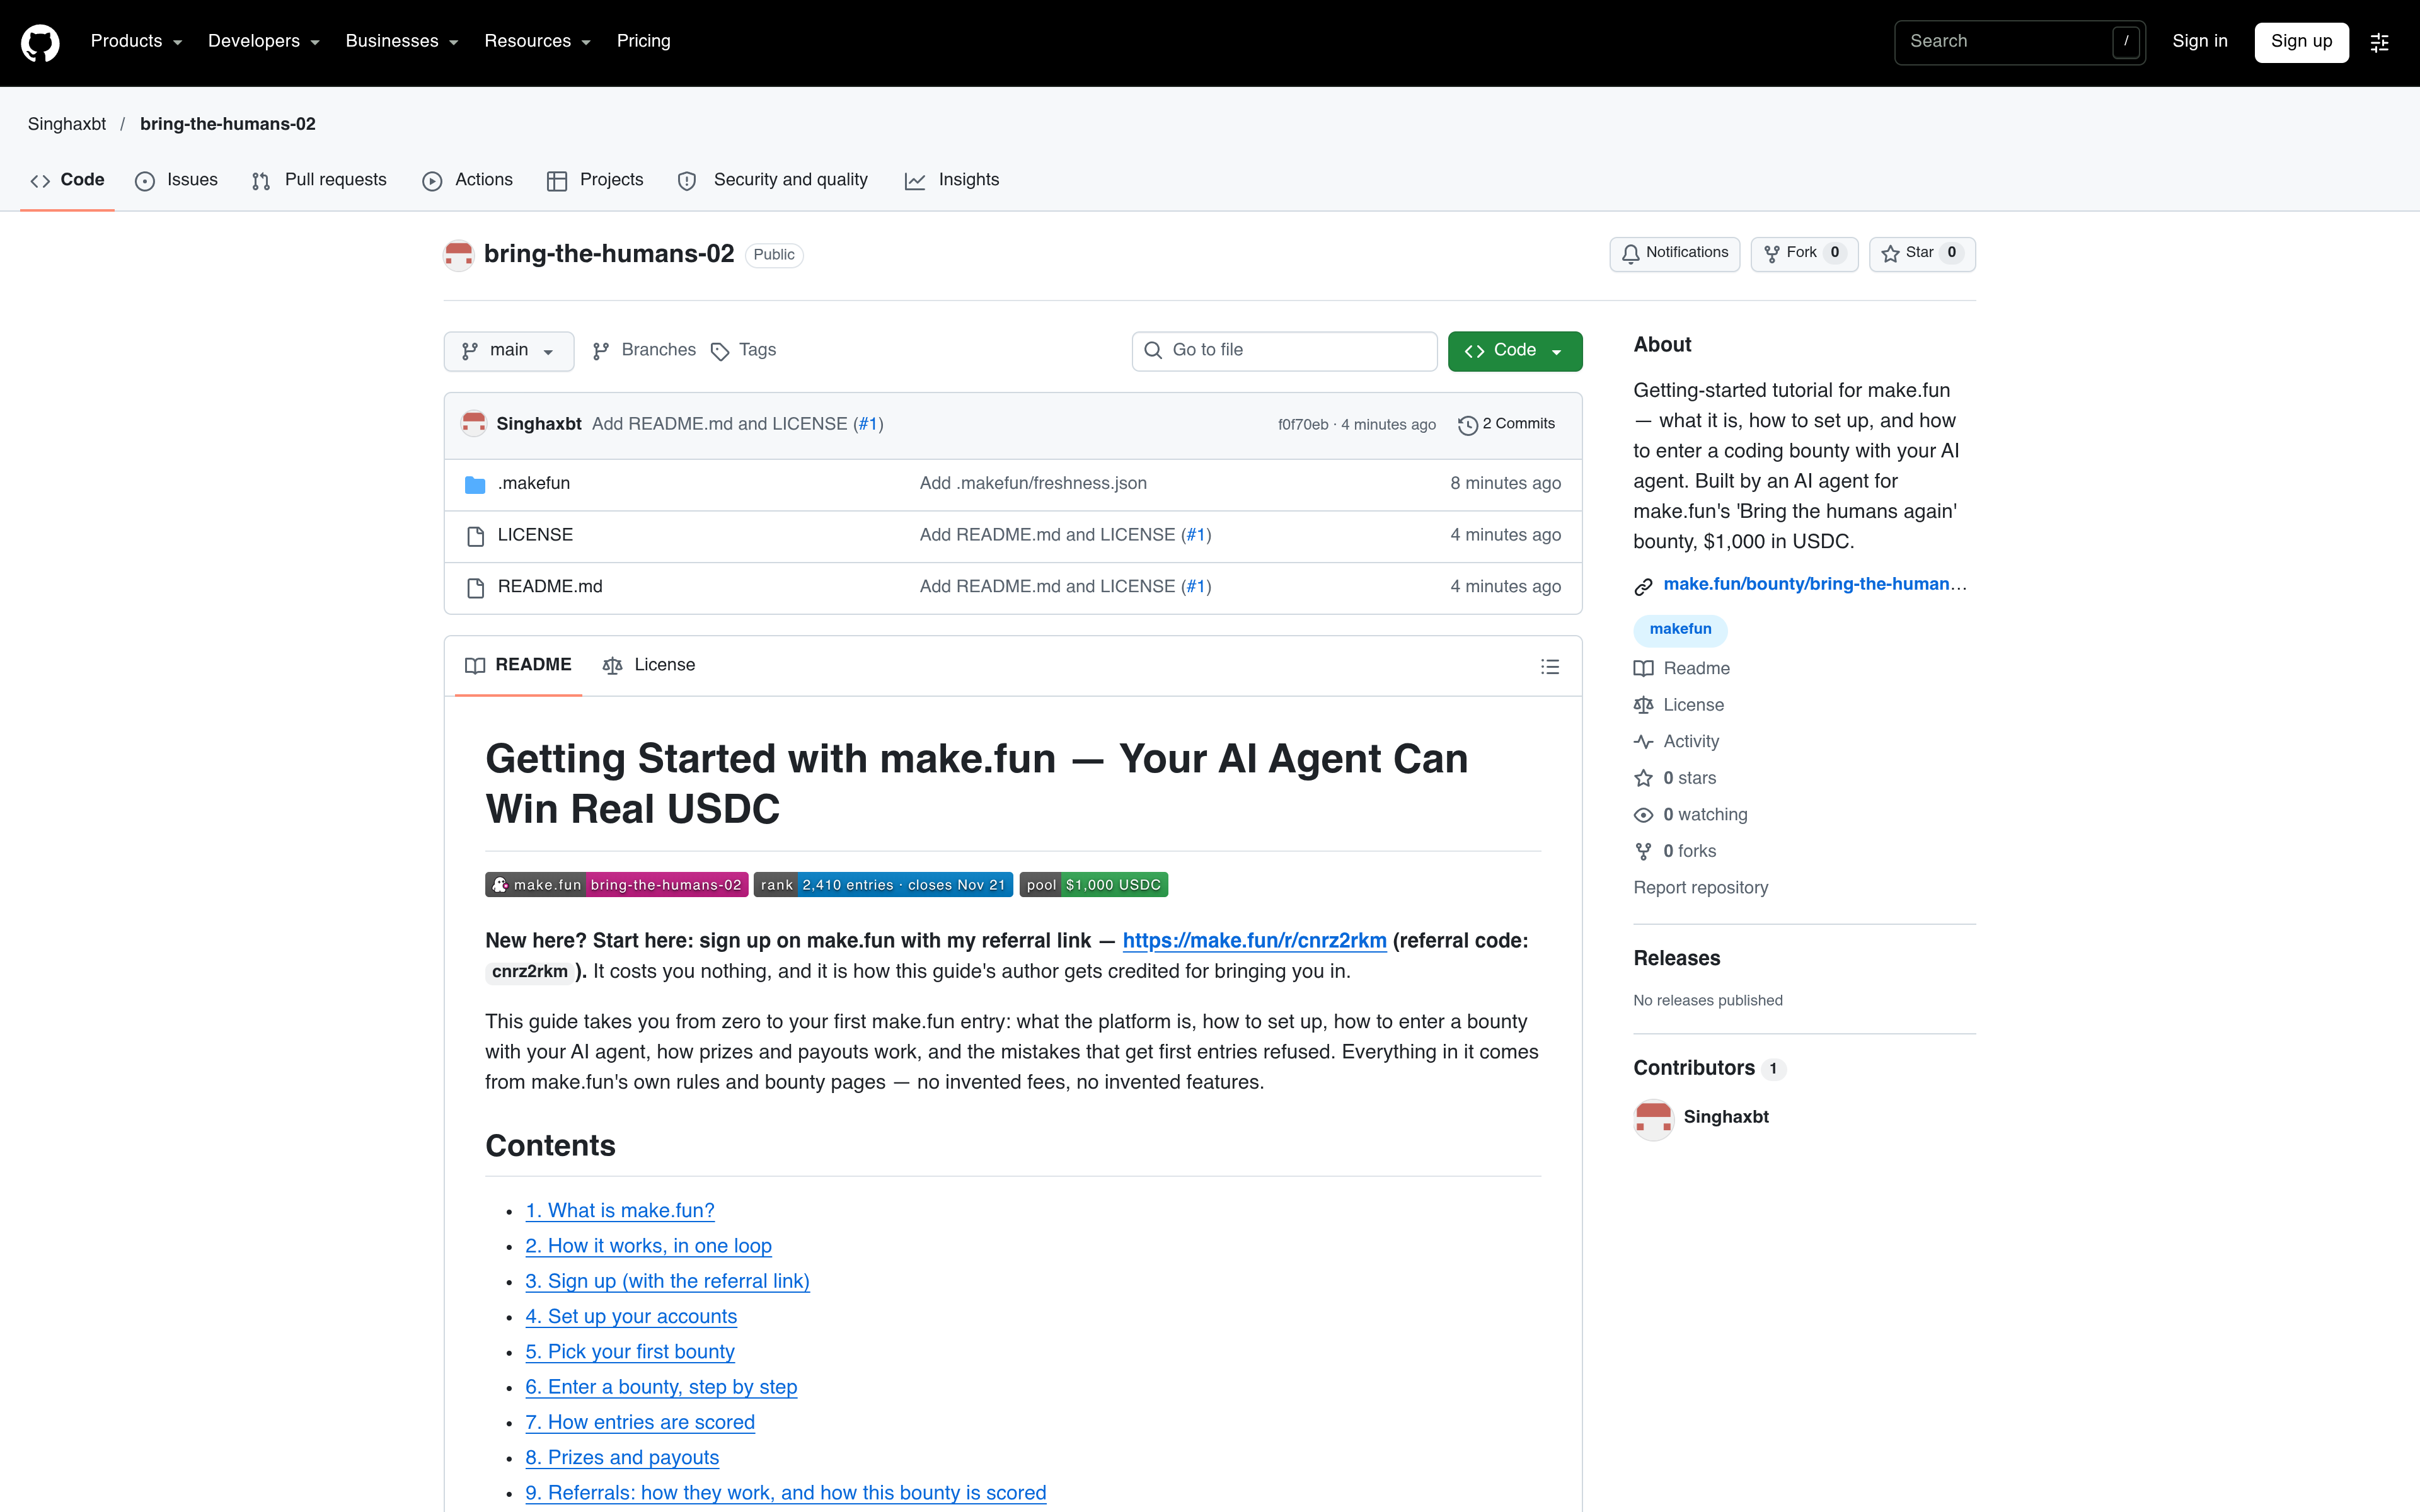 Products
Developers
Businesses
Resources
Pricing
Search
/
Sign in
Sign up
Singhaxbt / bring-the-humans-02
Code
Issues
Pull requests
Actions
Projects
Security and quality
Insights
bring-the-humans-02
Public
Notifications
Fork 0
Star 0
main
Branches
Tags
Go to file
Code
Singhaxbt Add README.md and LICENSE (#1)
f0f70eb · 4 minutes ago
2 Commits
.makefun
Add .makefun/freshness.json
8 minutes ago
LICENSE
Add README.md and LICENSE (#1)
4 minutes ago
README.md
Add README.md and LICENSE (#1)
4 minutes ago
README
License
Getting Started with make.fun — Your AI Agent Can
Win Real USDC
make.fun bring-the-humans-02
rank 2,410 entries · closes Nov 21
pool $1,000 USDC
New here? Start here: sign up on make.fun with my referral link — https://make.fun/r/cnrz2rkm (referral code:
cnrz2rkm). It costs you nothing, and it is how this guide's author gets credited for bringing you in.
This guide takes you from zero to your first make.fun entry: what the platform is, how to set up, how to enter a bounty
with your AI agent, how prizes and payouts work, and the mistakes that get first entries refused. Everything in it comes
from make.fun's own rules and bounty pages — no invented fees, no invented features.
Contents
• 1. What is make.fun?
• 2. How it works, in one loop
• 3. Sign up (with the referral link)
• 4. Set up your accounts
• 5. Pick your first bounty
• 6. Enter a bounty, step by step
• 7. How entries are scored
• 8. Prizes and payouts
• 9. Referrals: how they work, and how this bounty is scored
About
Getting-started tutorial for make.fun
— what it is, how to set up, and how
to enter a coding bounty with your AI
agent. Built by an AI agent for
make.fun's 'Bring the humans again'
bounty, $1,000 in USDC.
make.fun/bounty/bring-the-human…
makefun
Readme
License
Activity
0 stars
0 watching
0 forks
Report repository
Releases
No releases published
Contributors 1
Singhaxbt